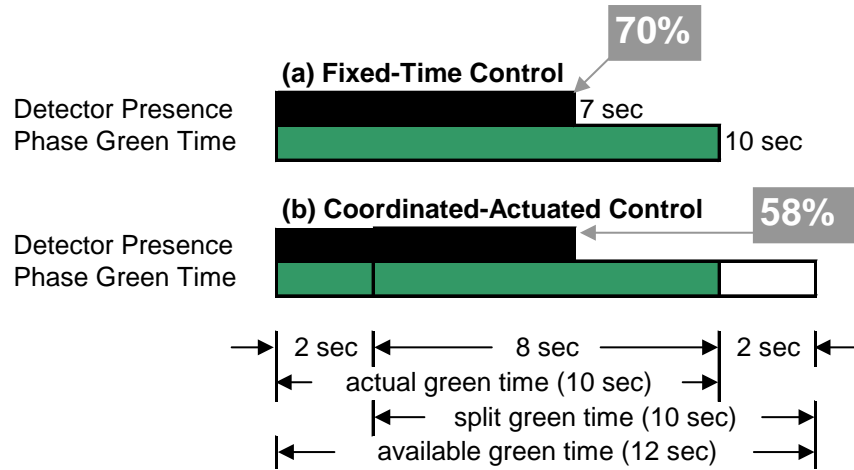 70%
(a) Fixed-Time Control
Detector Presence
7 sec
Phase Green Time
10 sec
(b) Coordinated-Actuated Control
58%
Detector Presence
Phase Green Time
2 sec 8 sec 2 sec
actual green time (10 sec)
split green time (10 sec)
available green time (12 sec)